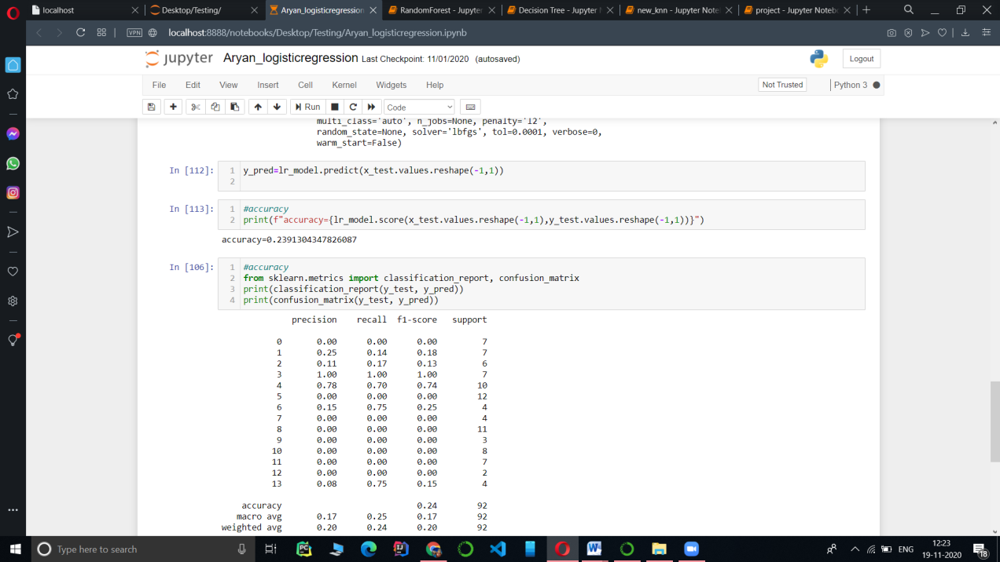 localhost
Desktop/Testing/
Aryan_logisticregression
RandomForest - Jupyter
Decision Tree - Jupyter
new_knn - Jupyter Note
project - Jupyter Noteb
VPN
localhost:8888/notebooks/Desktop/Testing/Aryan_logisticregression.ipynb
jupyter Aryan_logisticregression Last Checkpoint: 11/01/2020 (autosaved)
Logout
File Edit View Insert Cell Kernel Widgets Help
Not Trusted
Python 3
Run
Code
multi_class='auto', n_jobs=None, penalty='l2',
random_state=None, solver='lbfgs', tol=0.0001, verbose=0,
warm_start=False)
In [112]: 1 y_pred=lr_model.predict(x_test.values.reshape(-1,1))
2
In [113]: 1 #accuracy
2 print(f"accuracy={lr_model.score(x_test.values.reshape(-1,1),y_test.values.reshape(-1,1))}")
accuracy=0.2391304347826087
In [106]: 1 #accuracy
2 from sklearn.metrics import classification_report, confusion_matrix
3 print(classification_report(y_test, y_pred))
4 print(confusion_matrix(y_test, y_pred))
precision recall f1-score support
0 0.00 0.00 0.00 7
1 0.25 0.14 0.18 7
2 0.11 0.17 0.13 6
3 1.00 1.00 1.00 7
4 0.78 0.70 0.74 10
5 0.00 0.00 0.00 12
6 0.15 0.75 0.25 4
7 0.00 0.00 0.00 4
8 0.00 0.00 0.00 11
9 0.00 0.00 0.00 3
10 0.00 0.00 0.00 8
11 0.00 0.00 0.00 7
12 0.00 0.00 0.00 2
13 0.08 0.75 0.15 4
accuracy 0.24 92
macro avg 0.17 0.25 0.17 92
weighted avg 0.20 0.24 0.20 92
Type here to search
PC
IJ
W
ENG
12:23
19-11-2020
18